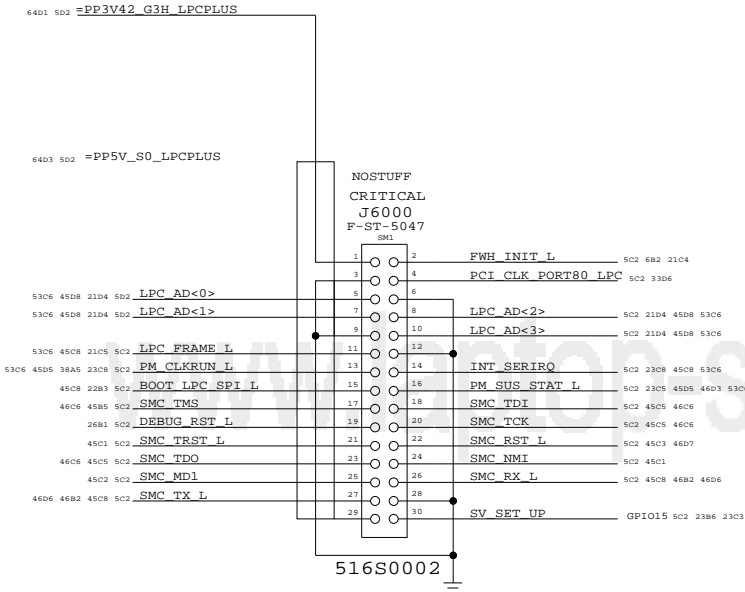 64D1 5D2 =PP3V42_G3H_LPCPLUS
64D3 5D2 =PP5V_S0_LPCPLUS
NOSTUFF
CRITICAL
J6000
F-ST-5047
SM1
1 2 FWH_INIT_L 5C2 6B2 21C4
3 4 PCI_CLK_PORT80_LPC 5C2 33D6
53C6 45D8 21D4 5D2 LPC_AD<0> 5 6
53C6 45D8 21D4 5D2 LPC_AD<1> 7 8 LPC_AD<2> 5C2 21D4 45D8 53C6
9 10 LPC_AD<3> 5C2 21D4 45D8 53C6
53C6 45C8 21C5 5C2 LPC_FRAME_L 11 12
53C6 45D5 38A5 23C8 5C2 PM_CLKRUN_L 13 14 INT_SERIRQ 5C2 23C8 45C8 53C6
45C8 22B3 5C2 BOOT_LPC_SPI_L 15 16 PM_SUS_STAT_L 5C2 23C5 45D5 46D3 53C6
46C6 45B5 5C2 SMC_TMS 17 18 SMC_TDI 5C2 45C5 46C6
26B1 5C2 DEBUG_RST_L 19 20 SMC_TCK 5C2 45C5 46C6
45C1 5C2 SMC_TRST_L 21 22 SMC_RST_L 5C2 45C3 46D7
46C6 45C5 5C2 SMC_TDO 23 24 SMC_NMI 5C2 45C1
45C2 5C2 SMC_MD1 25 26 SMC_RX_L 5C2 45C8 46B2 46D6
46D6 46B2 45C8 5C2 SMC_TX_L 27 28
29 30 SV_SET_UP GPIO15 5C2 23B6 23C3
516S0002
www.laptop-s